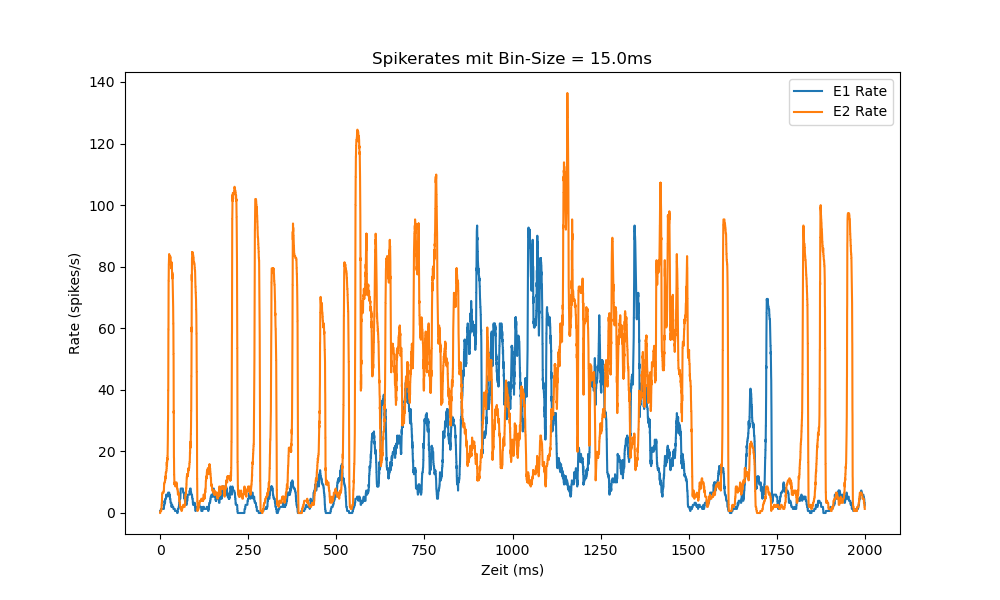 Spikerates mit Bin-Size = 15.0ms
E1 Rate
E2 Rate
Rate (spikes/s)
140
120
100
80
60
40
20
0
0 250 500 750 1000 1250 1500 1750 2000
Zeit (ms)